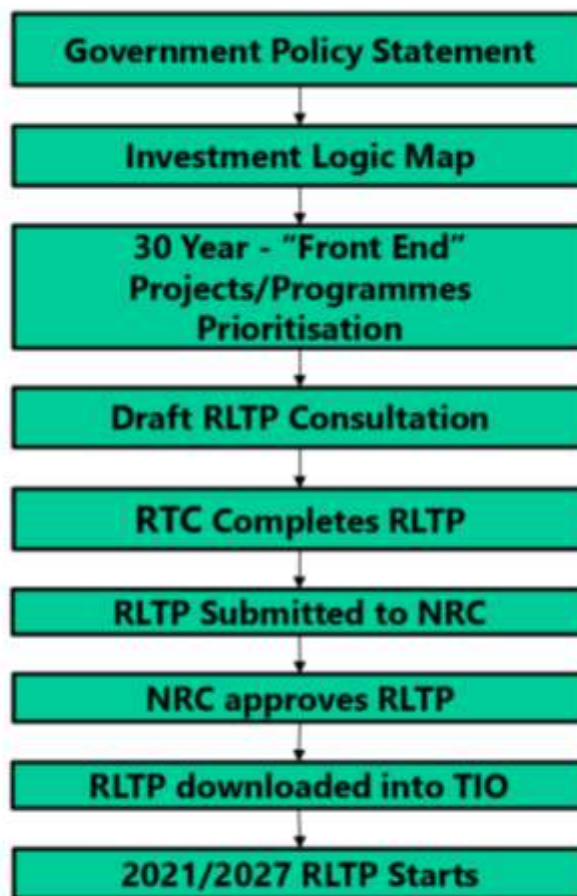 Government Policy Statement
Investment Logic Map
30 Year - “Front End”
Projects/Programmes
Prioritisation
Draft RLTP Consultation
RTC Completes RLTP
RLTP Submitted to NRC
NRC approves RLTP
RLTP downloaded into TIO
2021/2027 RLTP Starts